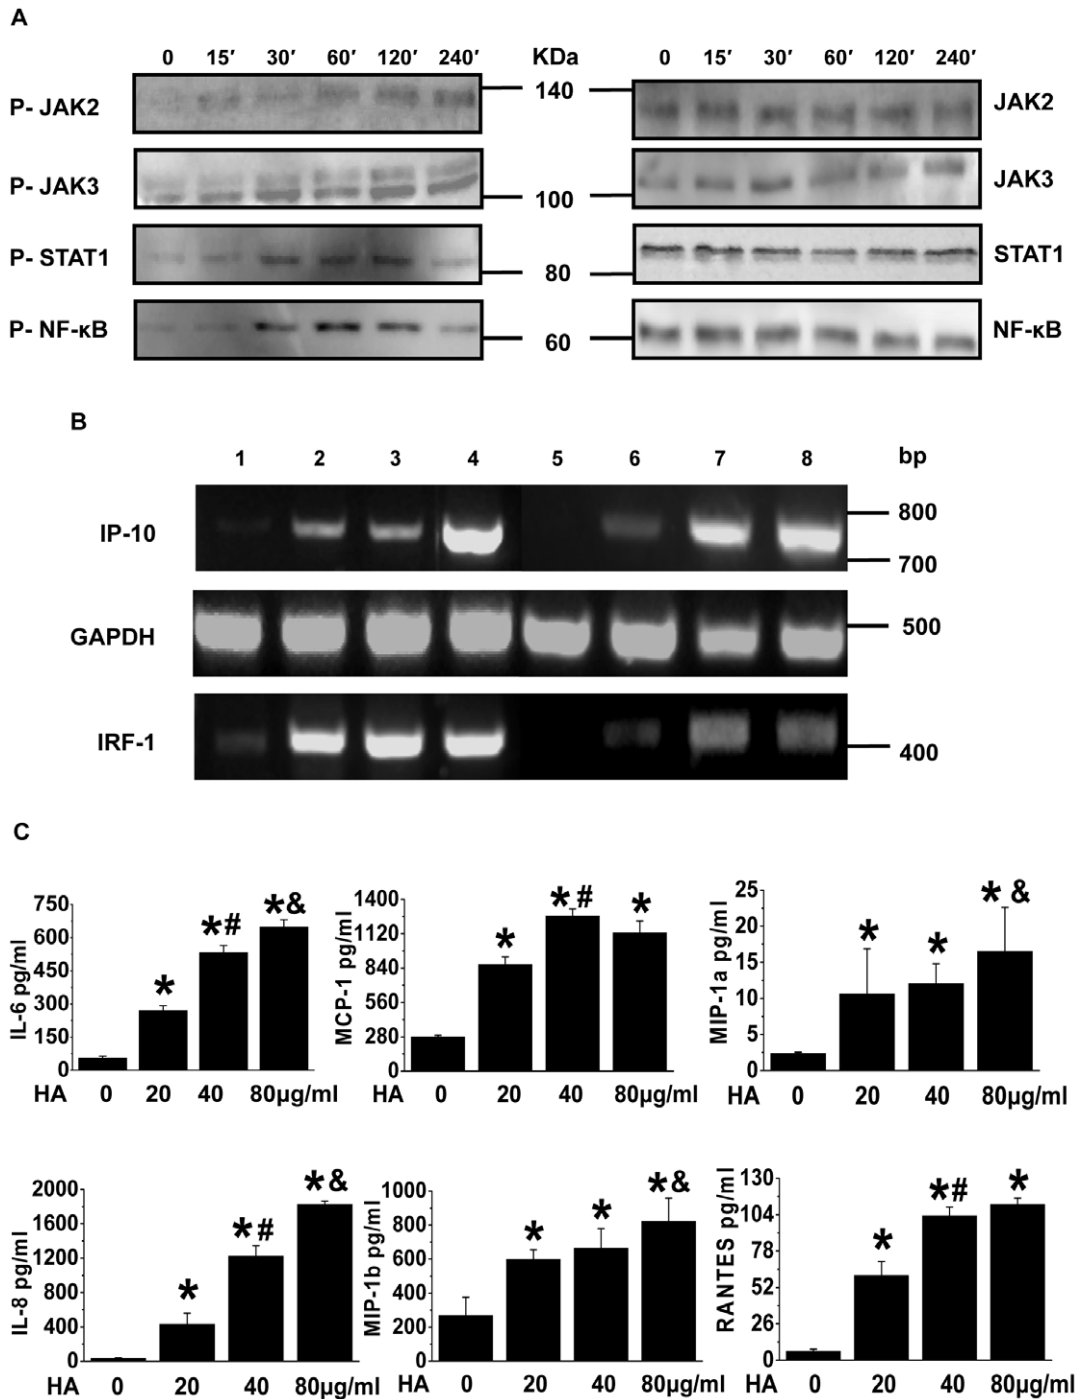 A
0 15′ 30′ 60′ 120′ 240′ KDa 0 15′ 30′ 60′ 120′ 240′
P- JAK2 140 JAK2
P- JAK3 100 JAK3
P- STAT1 80 STAT1
P- NF-κB 60 NF-κB
B
1 2 3 4 5 6 7 8 bp
IP-10 800
700
GAPDH 500
IRF-1 400
C
IL-6 pg/ml
750
600
450
300
150
0
* *# *&
HA 0 20 40 80μg/ml
MCP-1 pg/ml
1400
1120
840
560
280
0
* *# *
HA 0 20 40 80μg/ml
MIP-1a pg/ml
25
20
15
10
5
0
* * *&
HA 0 20 40 80μg/ml
IL-8 pg/ml
2000
1600
1200
800
400
0
* *# *&
HA 0 20 40 80μg/ml
MIP-1b pg/ml
1000
800
600
400
200
0
* * *&
HA 0 20 40 80μg/ml
RANTES pg/ml
130
104
78
52
26
0
* *# *
HA 0 20 40 80μg/ml